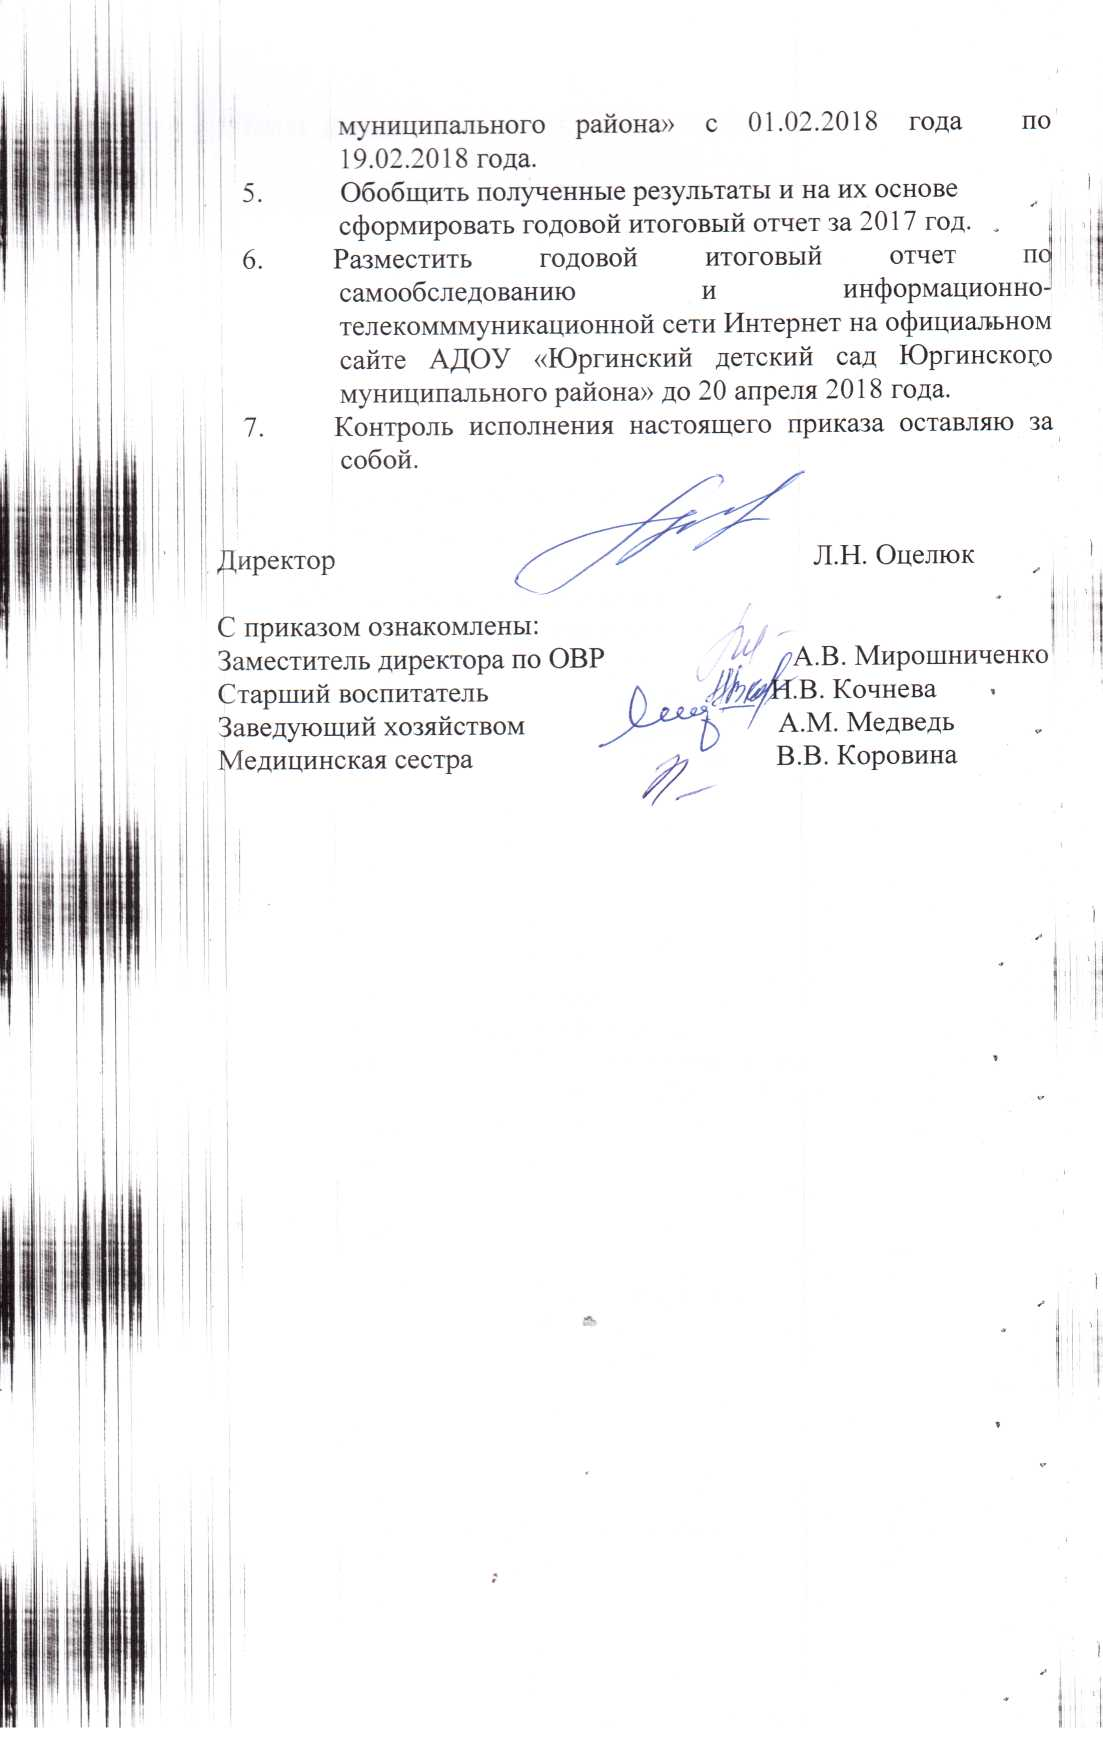 муниципального района» с 01.02.2018 года по
19.02.2018 года.
5. Обобщить полученные результаты и на их основе
сформировать годовой итоговый отчет за 2017 год.
6. Разместить годовой итоговый отчет по
самообследованию и информационно-
телекомммуникационной сети Интернет на официальном
сайте АДОУ «Юргинский детский сад Юргинского
муниципального района» до 20 апреля 2018 года.
7. Контроль исполнения настоящего приказа оставляю за
собой.
Директор Л.Н. Оцелюк
С приказом ознакомлены:
Заместитель директора по ОВР А.В. Мирошниченко
Старший воспитатель Н.В. Кочнева
Заведующий хозяйством А.М. Медведь
Медицинская сестра В.В. Коровина